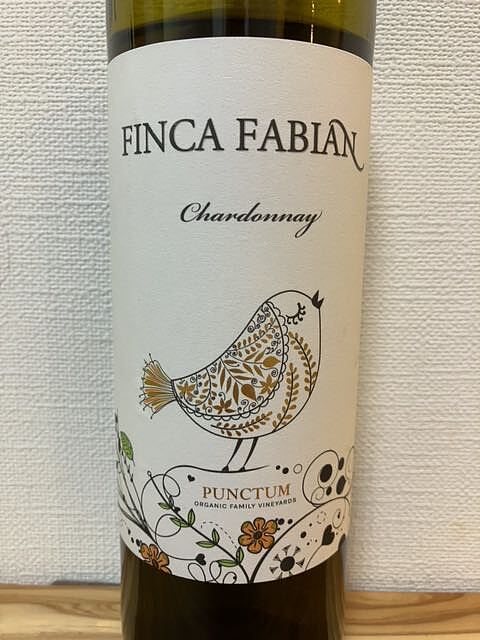 FINCA FABIAN
Chardonnay
PUNCTUM
ORGANIC FAMILY VINEYARDS